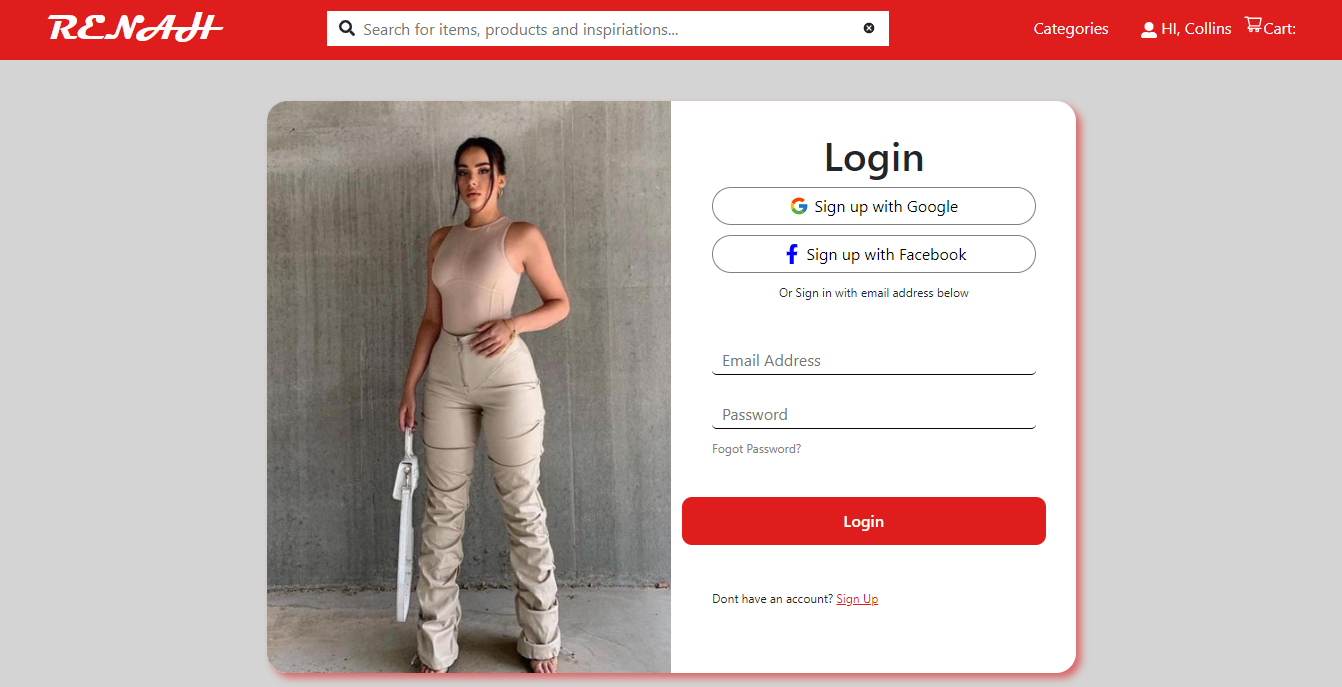 RENAH
Search for items, products and inspiriations...
Categories
HI, Collins
Cart:
Login
Sign up with Google
Sign up with Facebook
Or Sign in with email address below
Email Address
Password
Fogot Password?
Login
Dont have an account? Sign Up